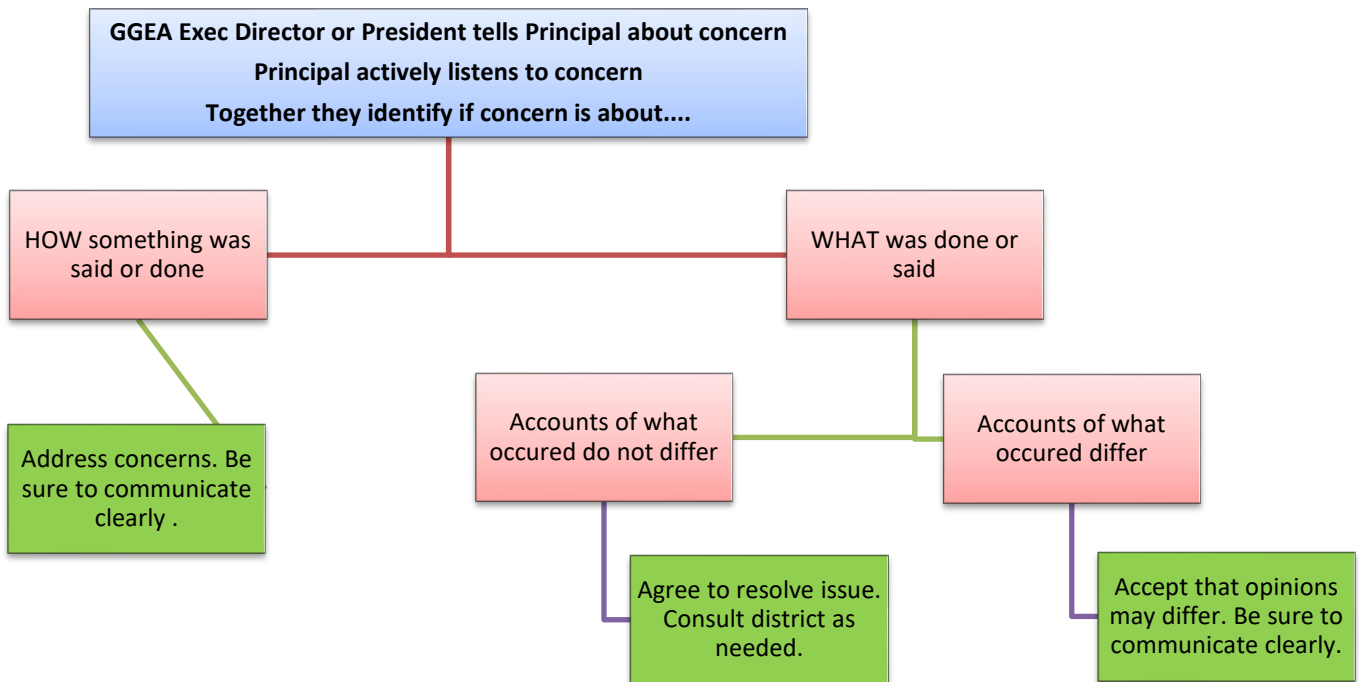 GGEA Exec Director or President tells Principal about concern
Principal actively listens to concern
Together they identify if concern is about....
HOW something was
said or done
WHAT was done or
said
Accounts of what
occured do not differ
Accounts of what
occured differ
Address concerns. Be
sure to communicate
clearly .
Agree to resolve issue.
Consult district as
needed.
Accept that opinions
may differ. Be sure to
communicate clearly.